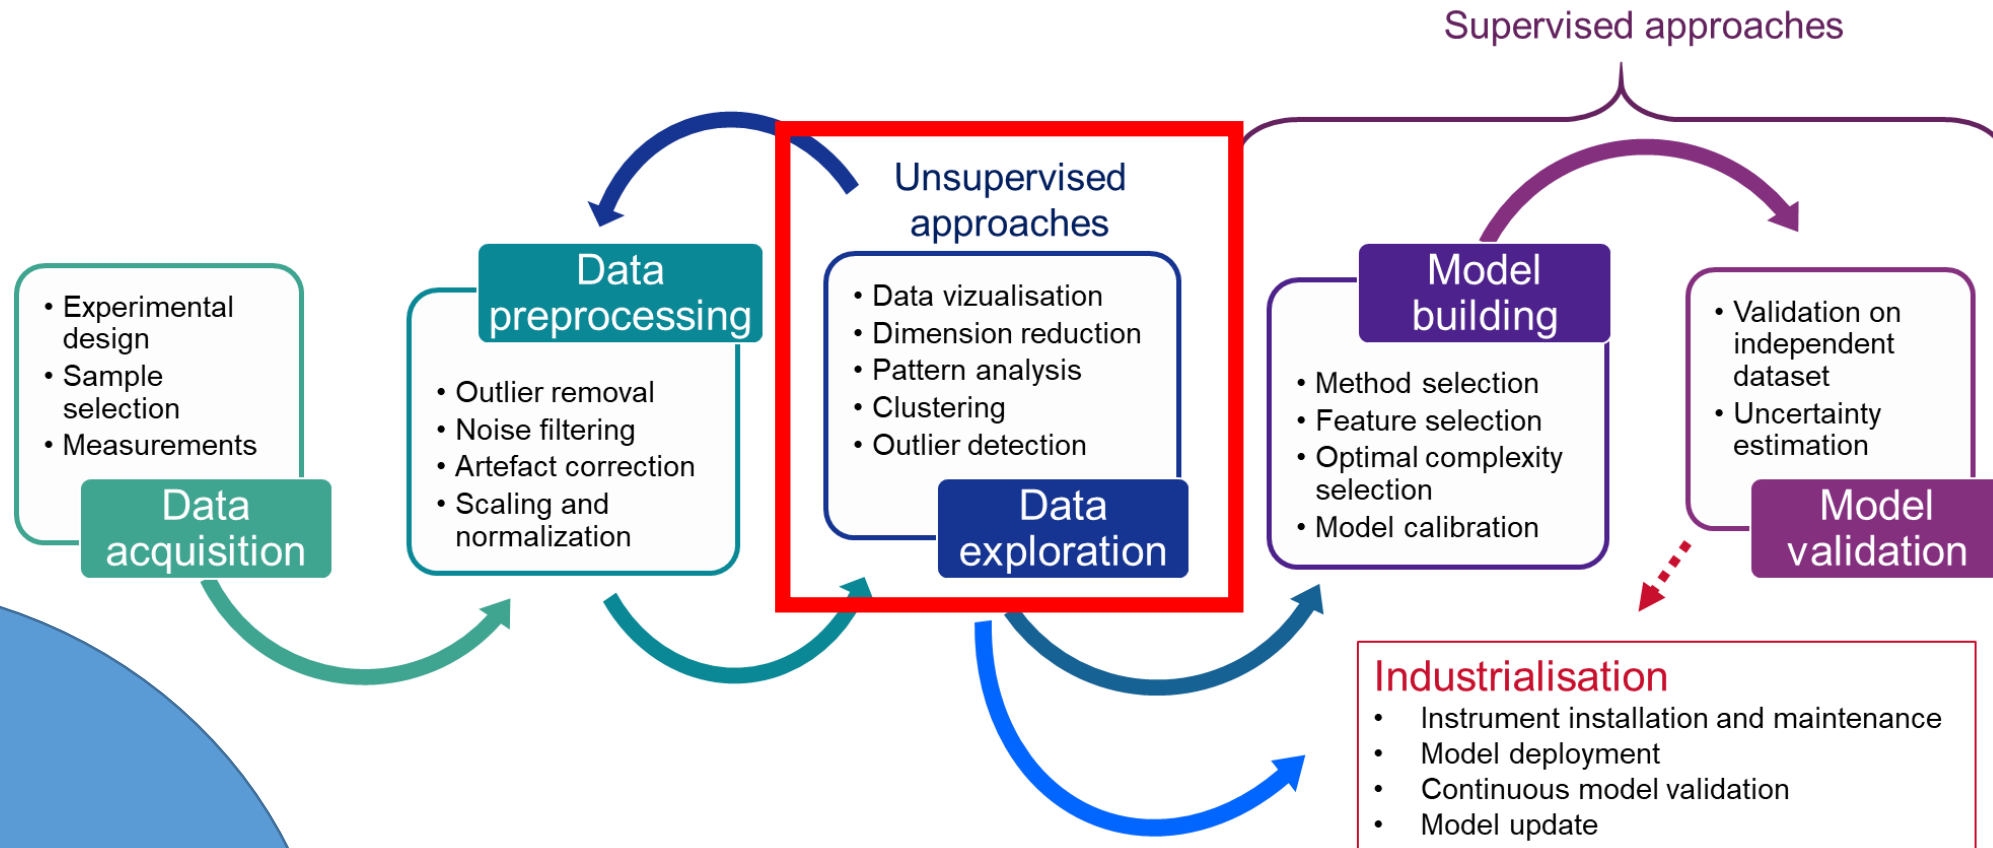 Supervised approaches
Unsupervised
approaches
• Experimental
design
• Sample
selection
• Measurements
Data
acquisition
Data
preprocessing
• Outlier removal
• Noise filtering
• Artefact correction
• Scaling and
normalization
• Data vizualisation
• Dimension reduction
• Pattern analysis
• Clustering
• Outlier detection
Data
exploration
Model
building
• Method selection
• Feature selection
• Optimal complexity
selection
• Model calibration
• Validation on
independent
dataset
• Uncertainty
estimation
Model
validation
Industrialisation
• Instrument installation and maintenance
• Model deployment
• Continuous model validation
• Model update